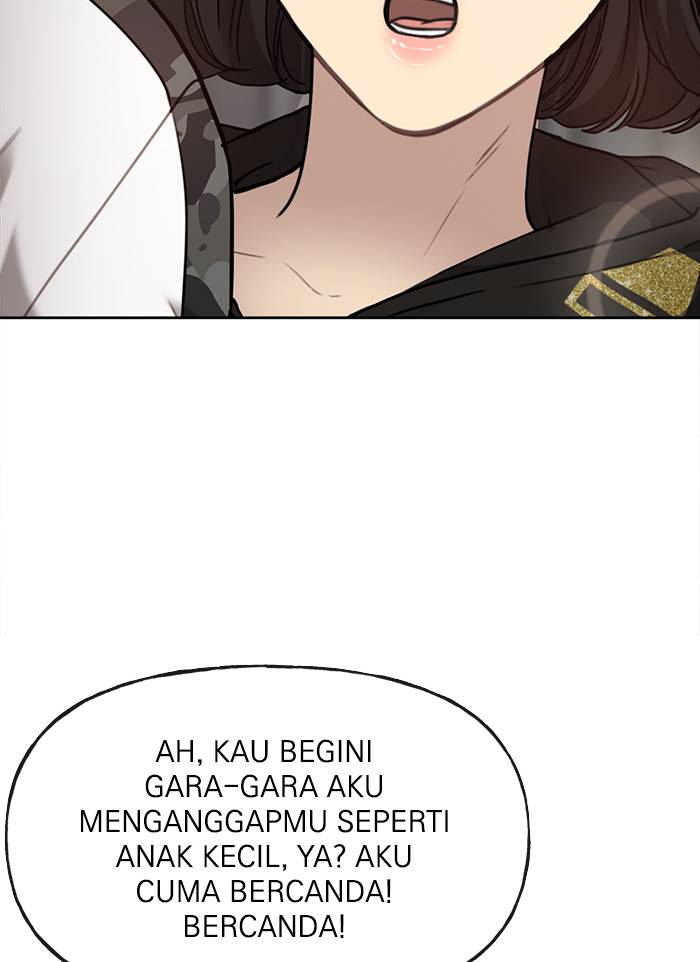 AH, KAU BEGINI
GARA-GARA AKU
MENGANGGAPMU SEPERTI
ANAK KECIL, YA? AKU
CUMA BERCANDA!
BERCANDA!